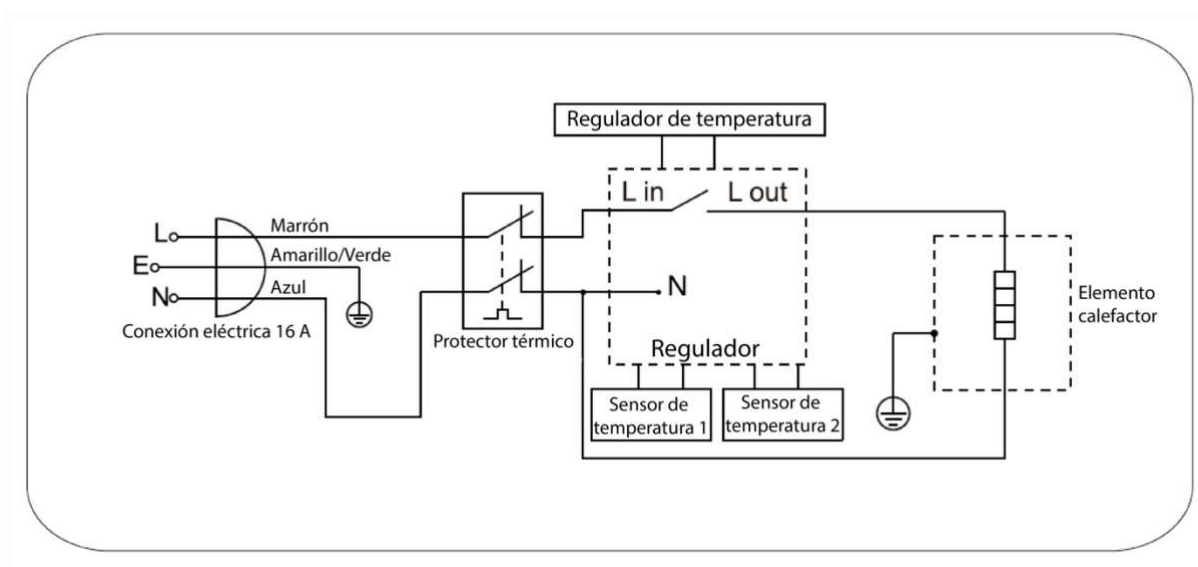 Regulador de temperatura
L in
L out
L
Marrón
E
Amarillo/Verde
N
Azul
Conexión eléctrica 16 A
Protector térmico
N
Regulador
Elemento
calefactor
Sensor de
temperatura 1
Sensor de
temperatura 2